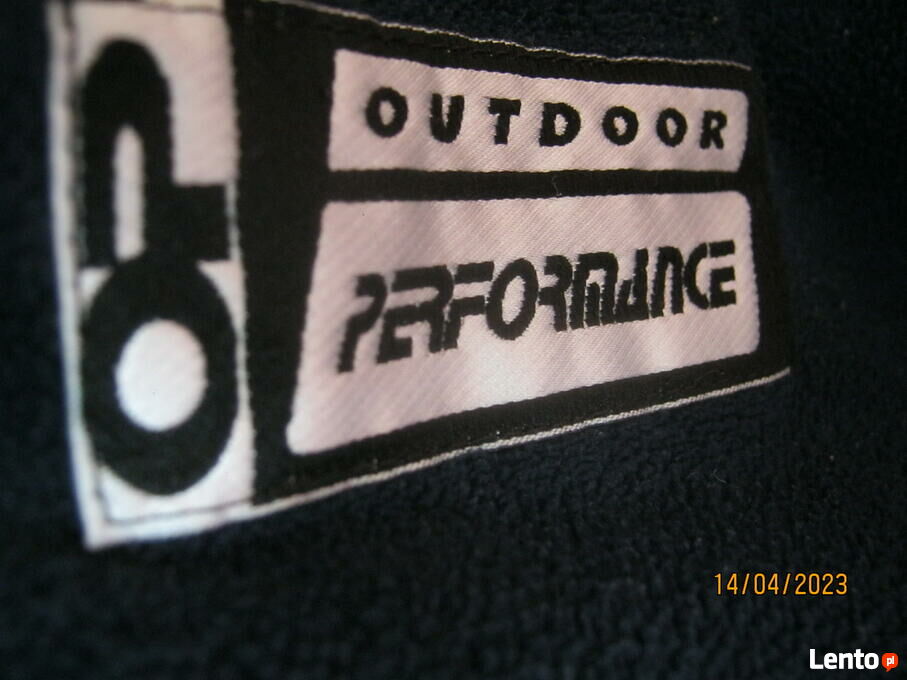 OUTDOOR
PERFORMANCE
14/04/2023
Lento pl